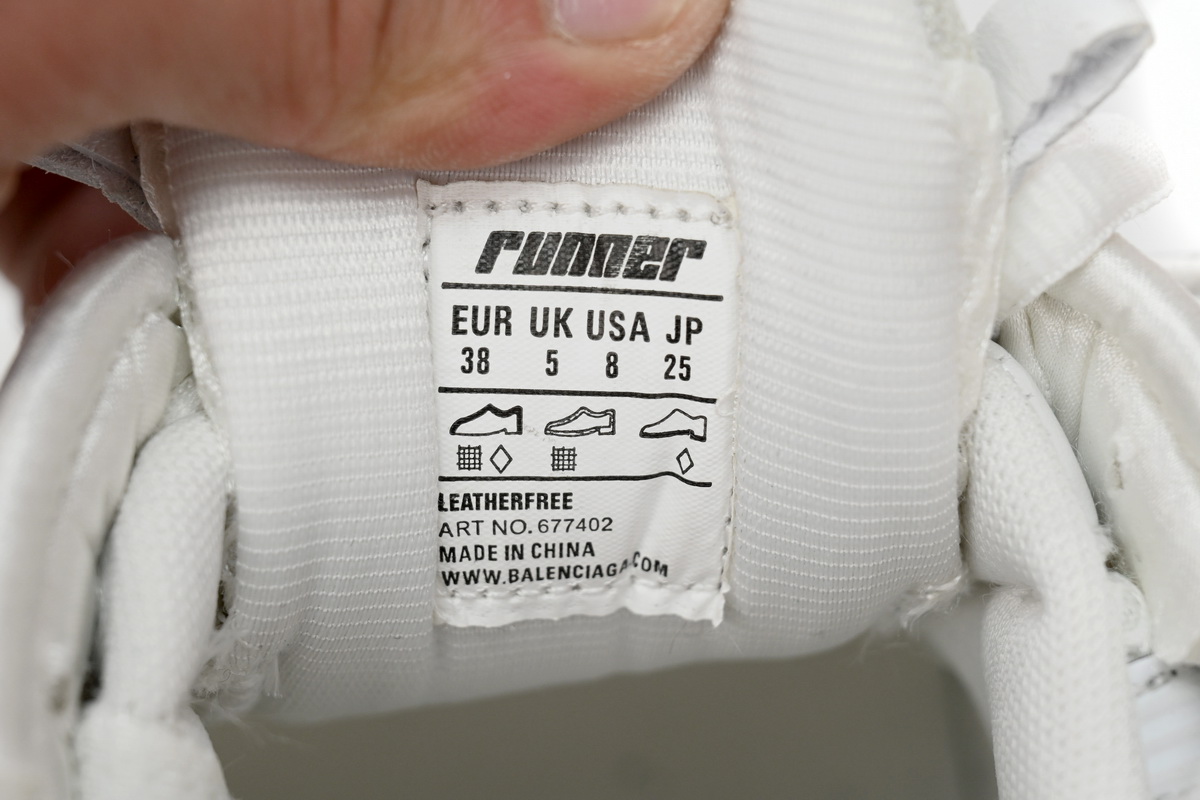 runner
EUR UK USA JP
38 5 8 25
LEATHERFREE
ART NO. 677402
MADE IN CHINA
WWW.BALENCIAGA.COM